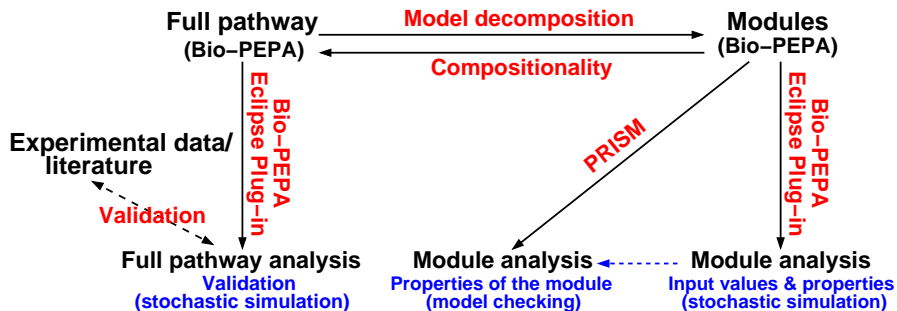 Full pathway
(Bio−PEPA)
Model decomposition
Compositionality
Modules
(Bio−PEPA)
Bio−PEPA
Eclipse Plug−in
PRISM
Bio−PEPA
Eclipse Plug−in
Experimental data/
literature
Validation
Full pathway analysis
Validation
(stochastic simulation)
Module analysis
Properties of the module
(model checking)
Module analysis
Input values & properties
(stochastic simulation)